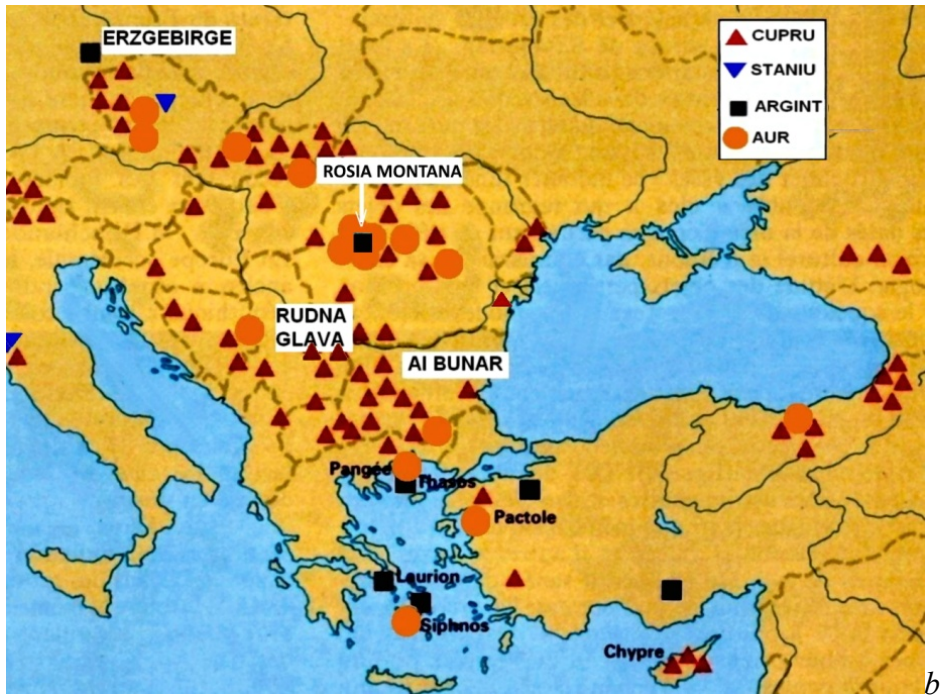 ERZGEBIRGE
CUPRU
STANIU
ARGINT
AUR
ROSIA MONTANA
RUDNA
GLAVA
AI BUNAR
Pangée
Thasos
Pactole
Laurion
Siphnos
Chypre
b